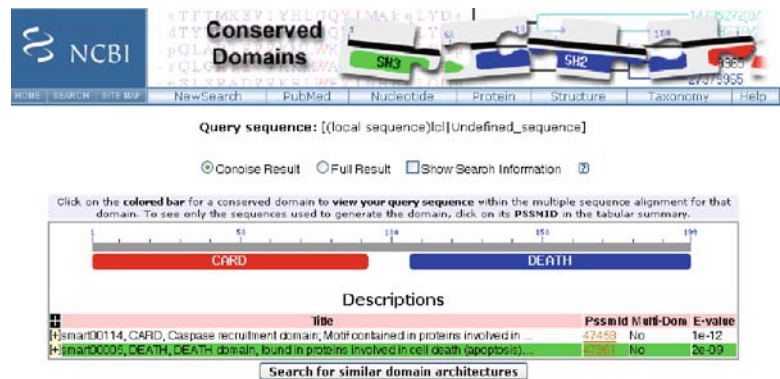 NCBI
Conserved
Domains
SH3
SH2
HOME SEARCH SITE MAP NewSearch PubMed Nucleotide Protein Structure Taxonomy Help
Query sequence: [(local sequence)lcl|Undefined_sequence]
Concise Result Full Result Show Search Information ?
Click on the colored bar for a conserved domain to view your query sequence within the multiple sequence alignment for that
domain. To see only the sequences used to generate the domain, click on its PSSMID in the tabular summary.
1 50 100 150 199
CARD DEATH
Descriptions
Title PssmId Multi-Dom E-value
[+]smart00114, CARD, Caspase recruitment domain; Motif contained in proteins involved in ... 47458 No 1e-12
[+]smart00005, DEATH, DEATH domain, found in proteins involved in cell death (apoptosis)... No 2e-09
Search for similar domain architectures